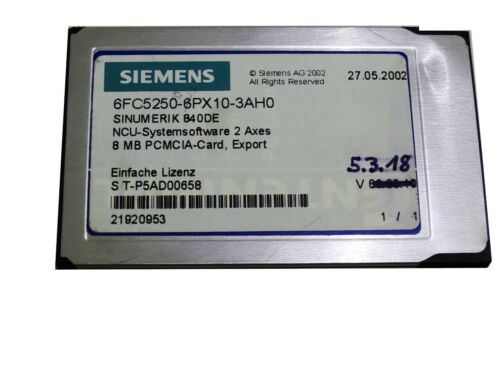 SIEMENS
© Siemens AG 2002
All Rights Reserved
27.05.2002
6FC5250-6PX10-3AH0
SINUMERIK 840DE
NCU-Systemsoftware 2 Axes
8 MB PCMCIA-Card, Export
5.3.18
Einfache Lizenz
S T-P5AD00658
V
21920953
1 / 1